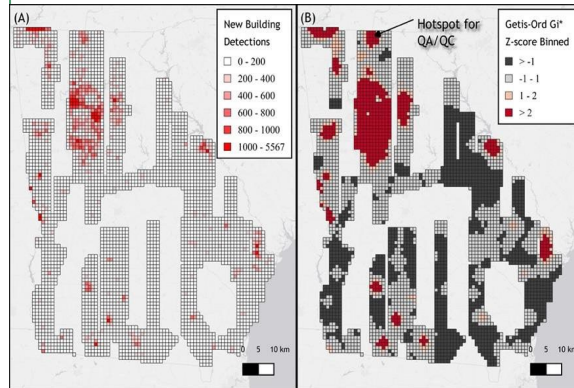 (A)
New Building
Detections
0 - 200
200 - 400
400 - 600
600 - 800
800 - 1000
1000 - 5567
0 5 10 km
(B)
Hotspot for
QA/QC
Getis-Ord Gi*
Z-score Binned
> -1
-1 - 1
1 - 2
> 2
0 5 10 km